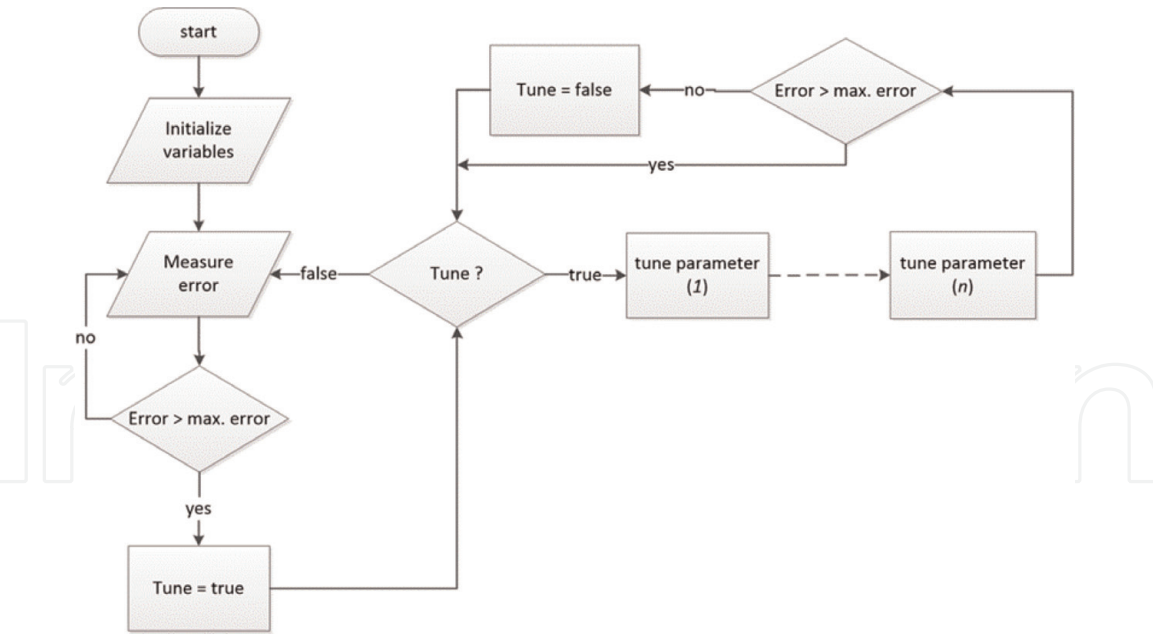 start
Initialize
variables
Measure
error
no
Error > max. error
yes
Tune = true
Tune ?
false
true
tune parameter
(1)
tune parameter
(n)
Error > max. error
no
yes
Tune = false